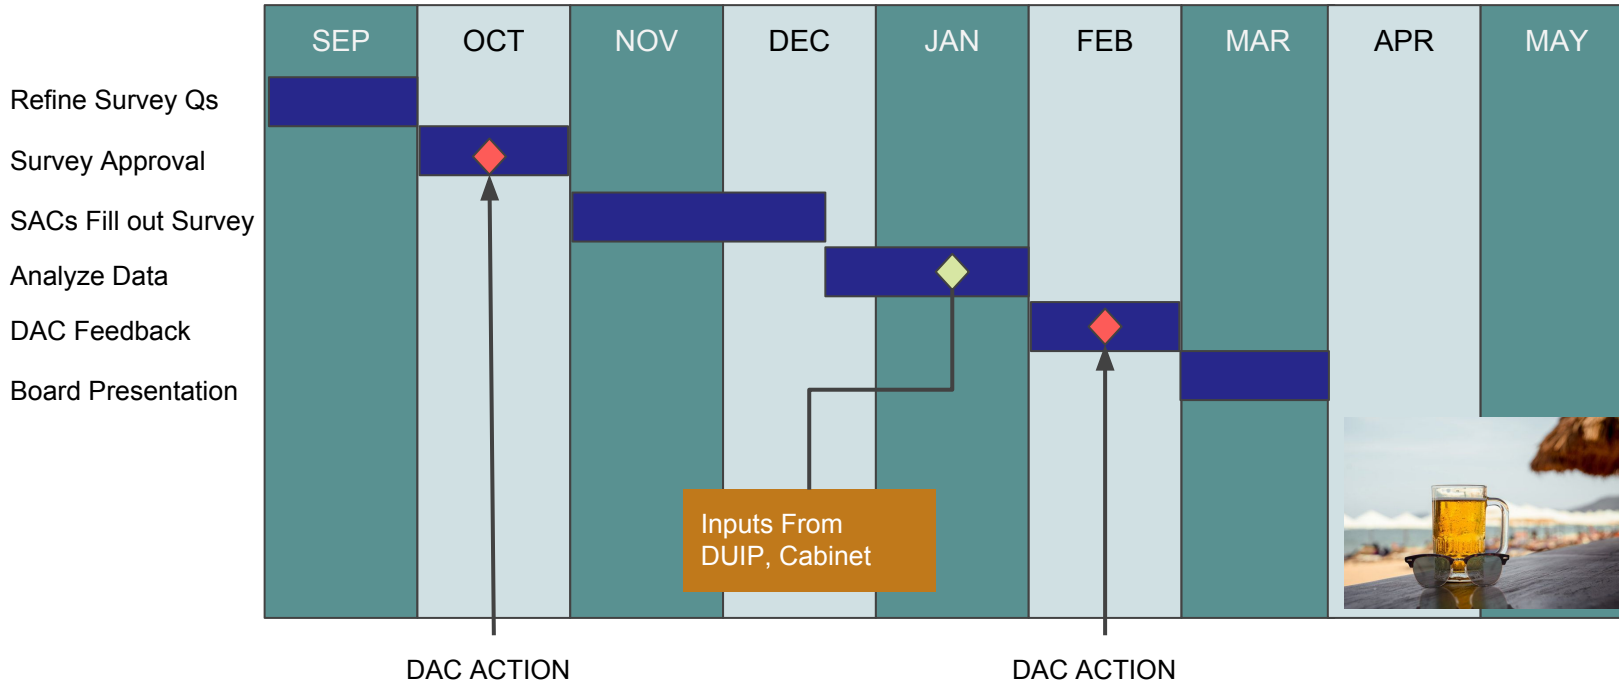 SEP OCT NOV DEC JAN FEB MAR APR MAY
Refine Survey Qs
Survey Approval
SACs Fill out Survey
Analyze Data
DAC Feedback
Board Presentation
Inputs From
DUIP, Cabinet
DAC ACTION DAC ACTION